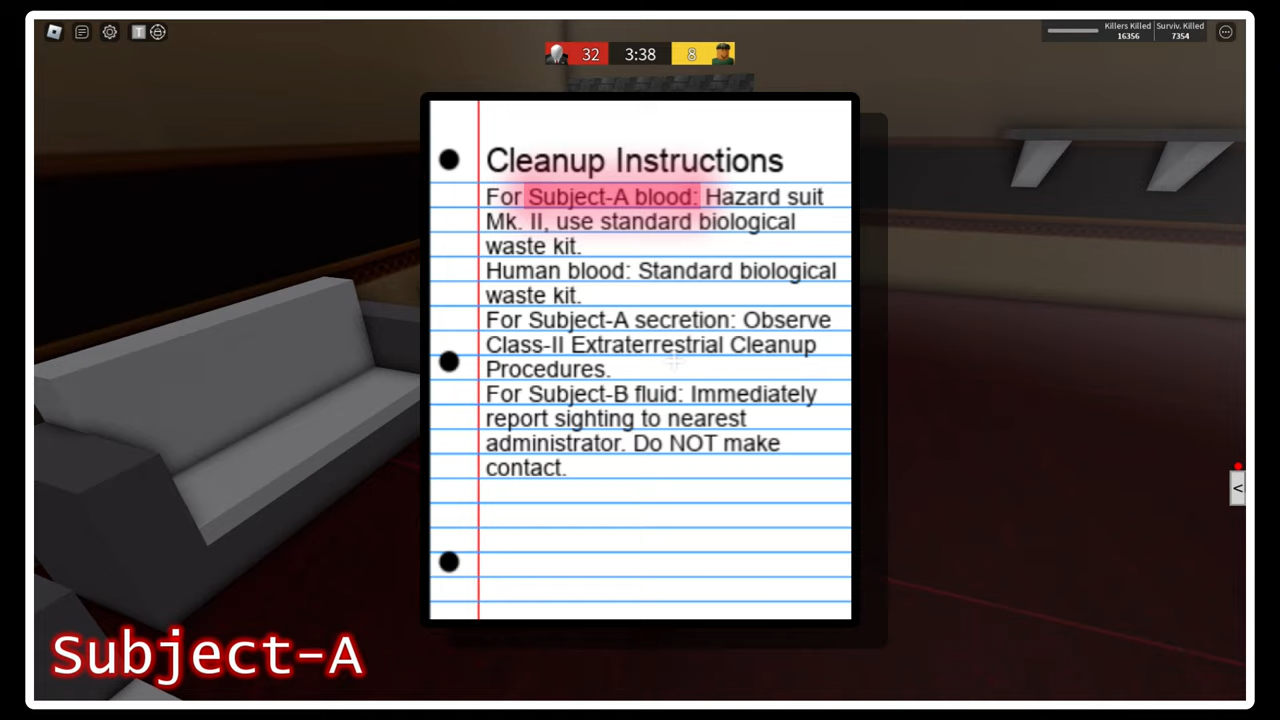 T
Killers Killed
Surviv. Killed
16356
7354
32
3:38
8
Cleanup Instructions
For Subject-A blood: Hazard suit
Mk. II, use standard biological
waste kit.
Human blood: Standard biological
waste kit.
For Subject-A secretion: Observe
Class-II Extraterrestrial Cleanup
Procedures.
For Subject-B fluid: Immediately
report sighting to nearest
administrator. Do NOT make
contact.
<
Subject-A